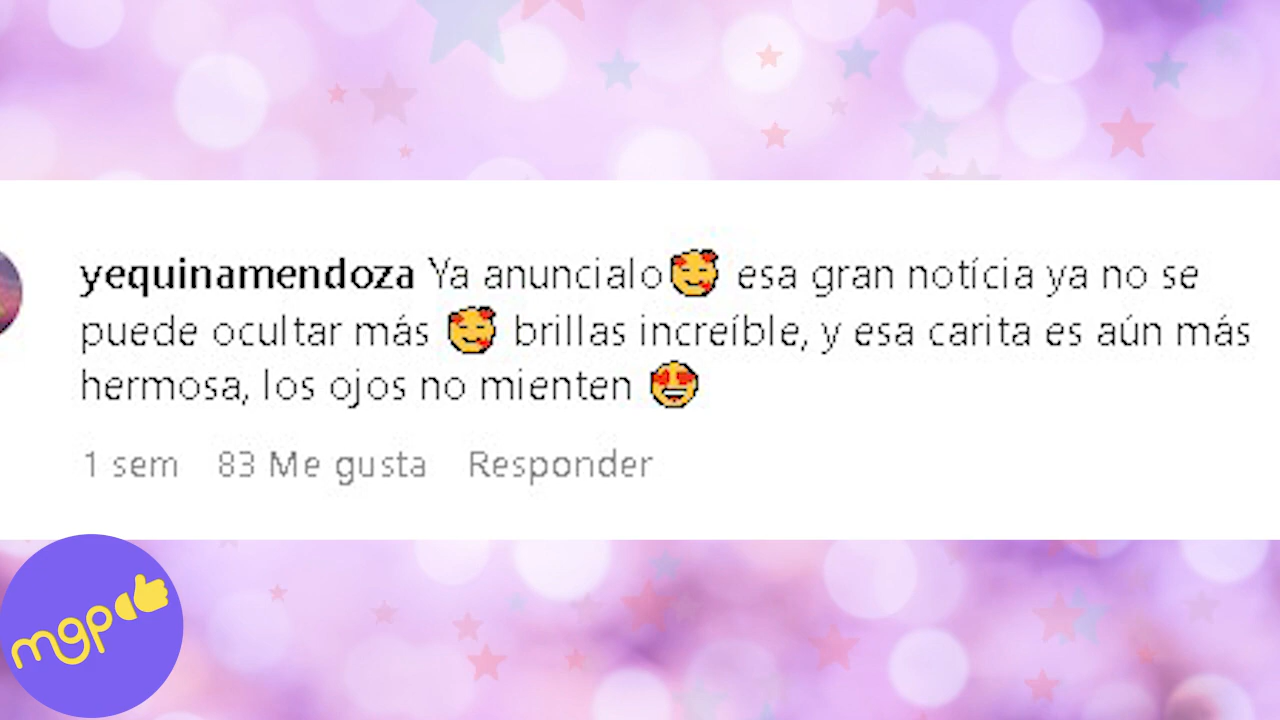 yequinamendoza Ya anuncialo🥰 esa gran notícia ya no se
puede ocultar más 🥰 brillas increíble, y esa carita es aún más
hermosa, los ojos no mienten 😍
1 sem 83 Me gusta Responder
mgp